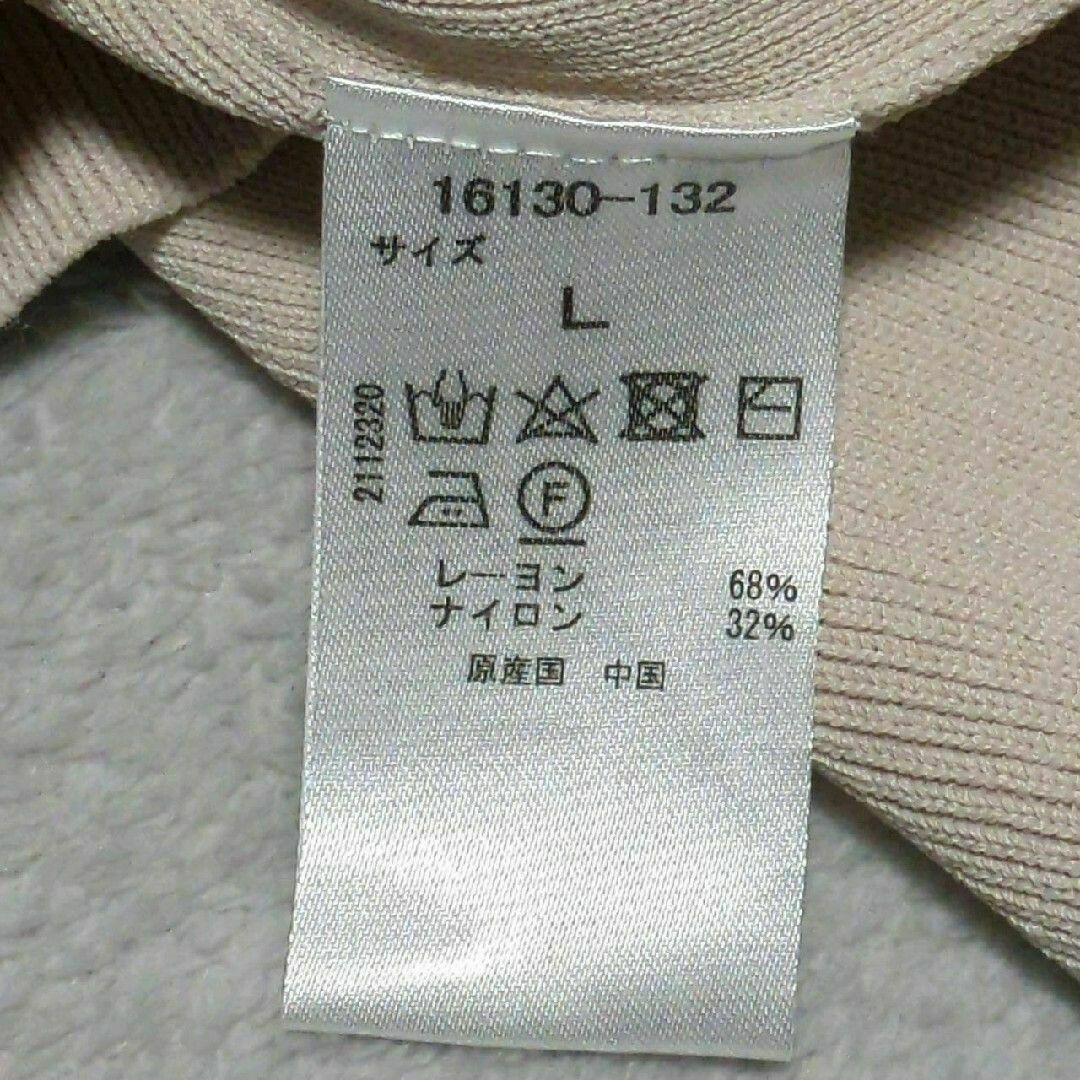 16130-132
サイズ
L
2112320
F
レーヨン 68%
ナイロン 32%
原産国 中国